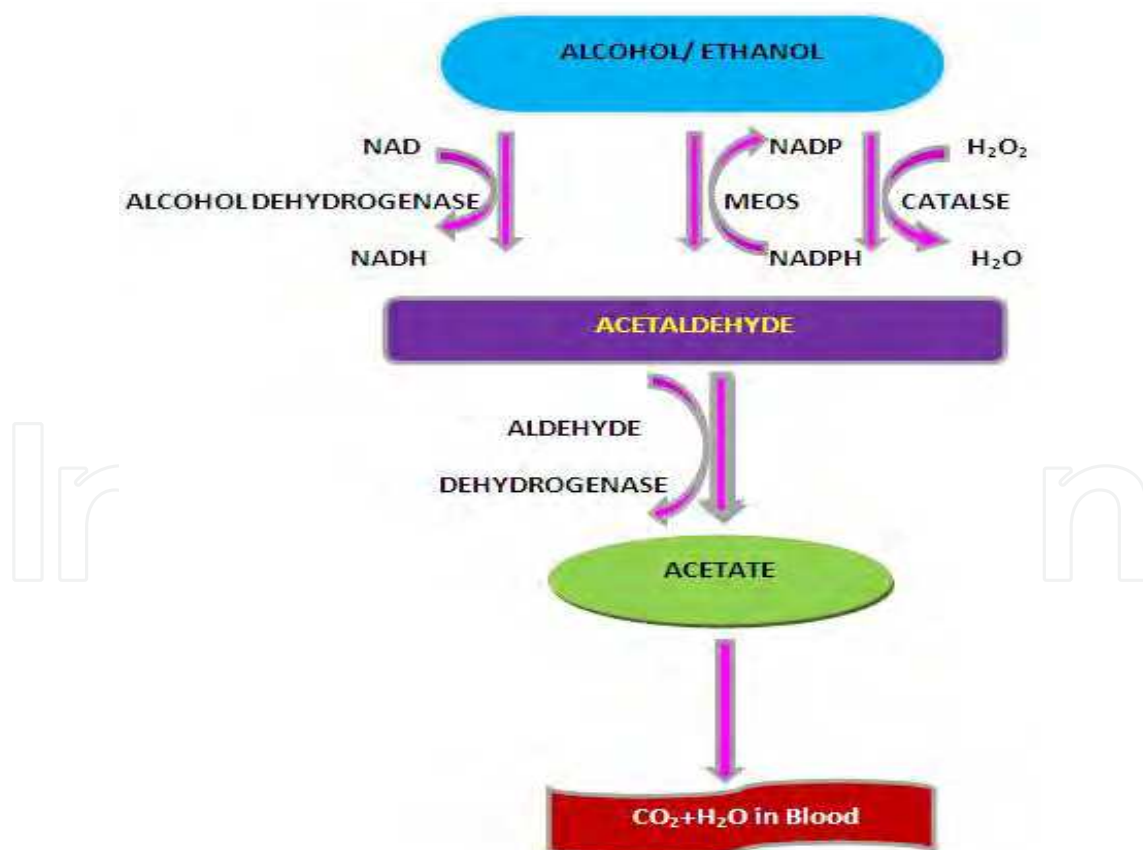 ALCOHOL/ ETHANOL
NAD
NADP
H₂O₂
ALCOHOL DEHYDROGENASE
MEOS
CATALSE
NADH
NADPH
H₂O
ACETALDEHYDE
ALDEHYDE
DEHYDROGENASE
ACETATE
CO₂+H₂O in Blood